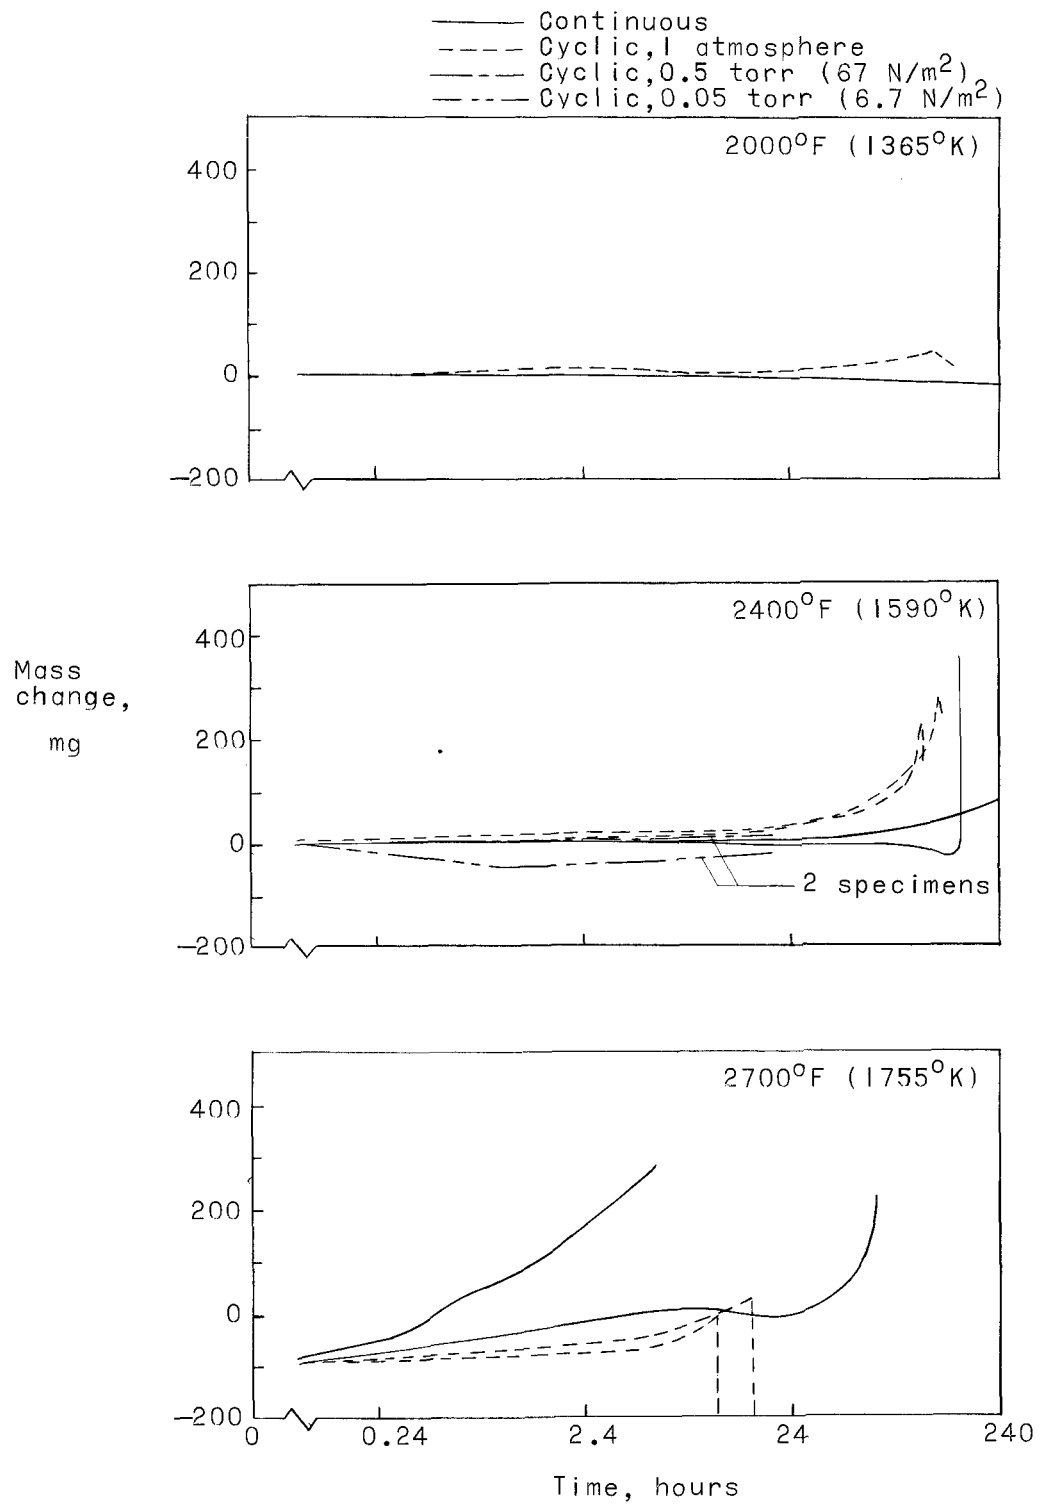 Continuous
Cyclic, 1 atmosphere
Cyclic, 0.5 torr (67 N/m²)
Cyclic, 0.05 torr (6.7 N/m²)
2000°F (1365°K)
400
200
0
-200
2400°F (1590°K)
400
200
0
-200
2 specimens
Mass
change,
mg
2700°F (1755°K)
400
200
0
-200
0 0.24 2.4 24 240
Time, hours